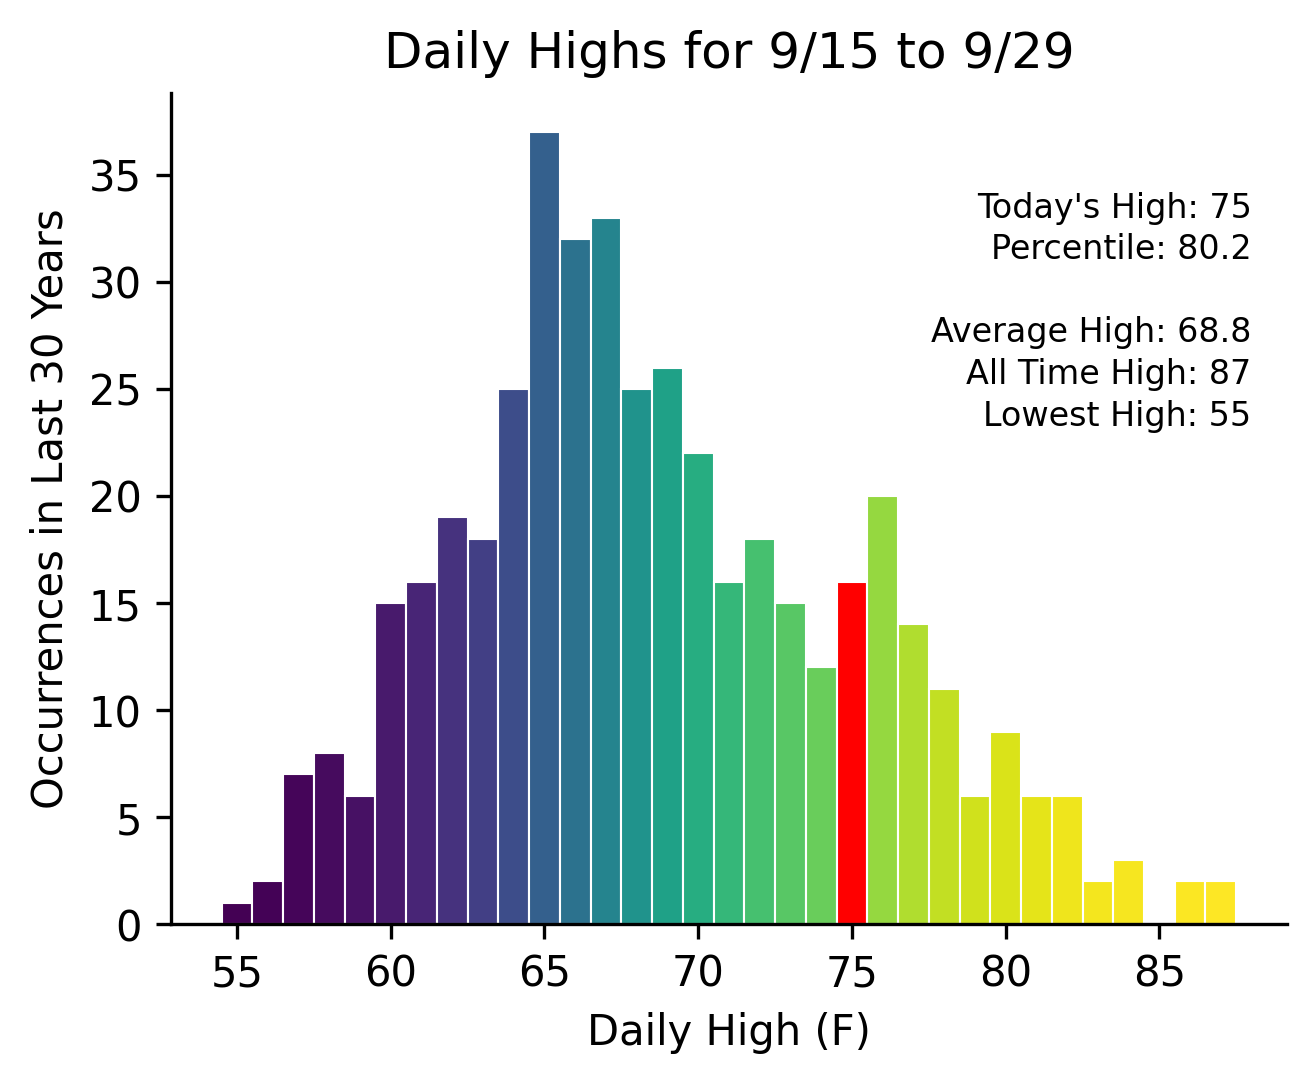 Daily Highs for 9/15 to 9/29
Occurrences in Last 30 Years
35
30
25
20
15
10
5
0
Today's High: 75
Percentile: 80.2
Average High: 68.8
All Time High: 87
Lowest High: 55
55 60 65 70 75 80 85
Daily High (F)